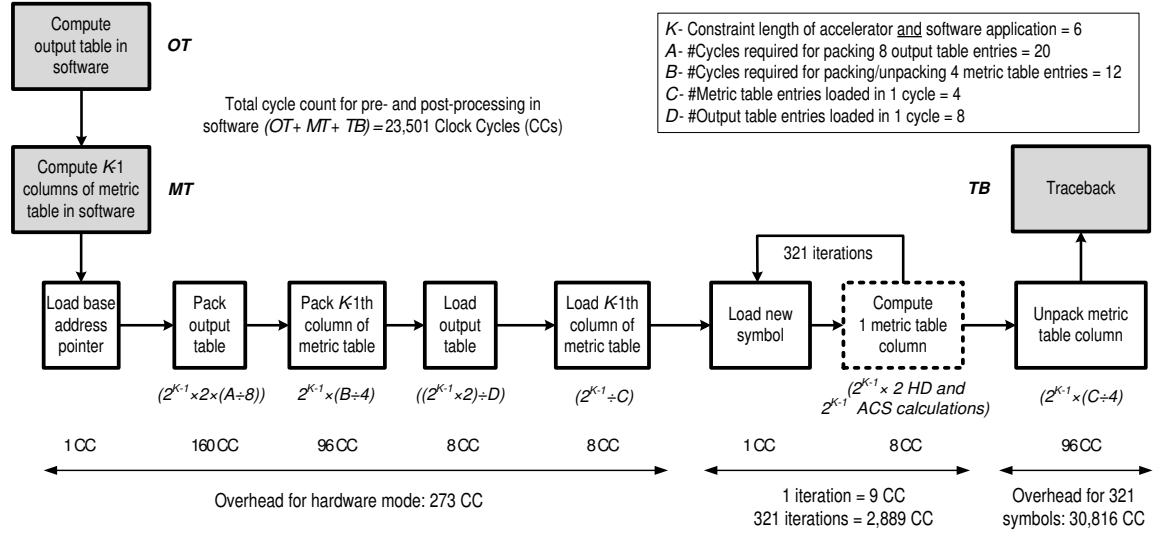 Compute
output table in
software
OT
K- Constraint length of accelerator and software application = 6
A- #Cycles required for packing 8 output table entries = 20
B- #Cycles required for packing/unpacking 4 metric table entries = 12
C- #Metric table entries loaded in 1 cycle = 4
D- #Output table entries loaded in 1 cycle = 8
Total cycle count for pre- and post-processing in
software (OT+ MT+ TB) = 23,501 Clock Cycles (CCs)
Compute K-1
columns of metric
table in software
MT
TB
Traceback
321 iterations
Load base
address
pointer
Pack
output
table
Pack K-1th
column of
metric table
Load
output
table
Load K-1th
column of
metric table
Load new
symbol
Compute
1 metric table
column
Unpack metric
table column
(2^K-1×2×(A÷8))
2^K-1×(B÷4)
((2^K-1×2)÷D)
(2^K-1÷C)
(2^K-1× 2 HD and
2^K-1 ACS calculations)
(2^K-1×(C÷4)
1 CC
160 CC
96 CC
8 CC
8 CC
1 CC
8 CC
96 CC
Overhead for hardware mode: 273 CC
1 iteration = 9 CC
321 iterations = 2,889 CC
Overhead for 321
symbols: 30,816 CC